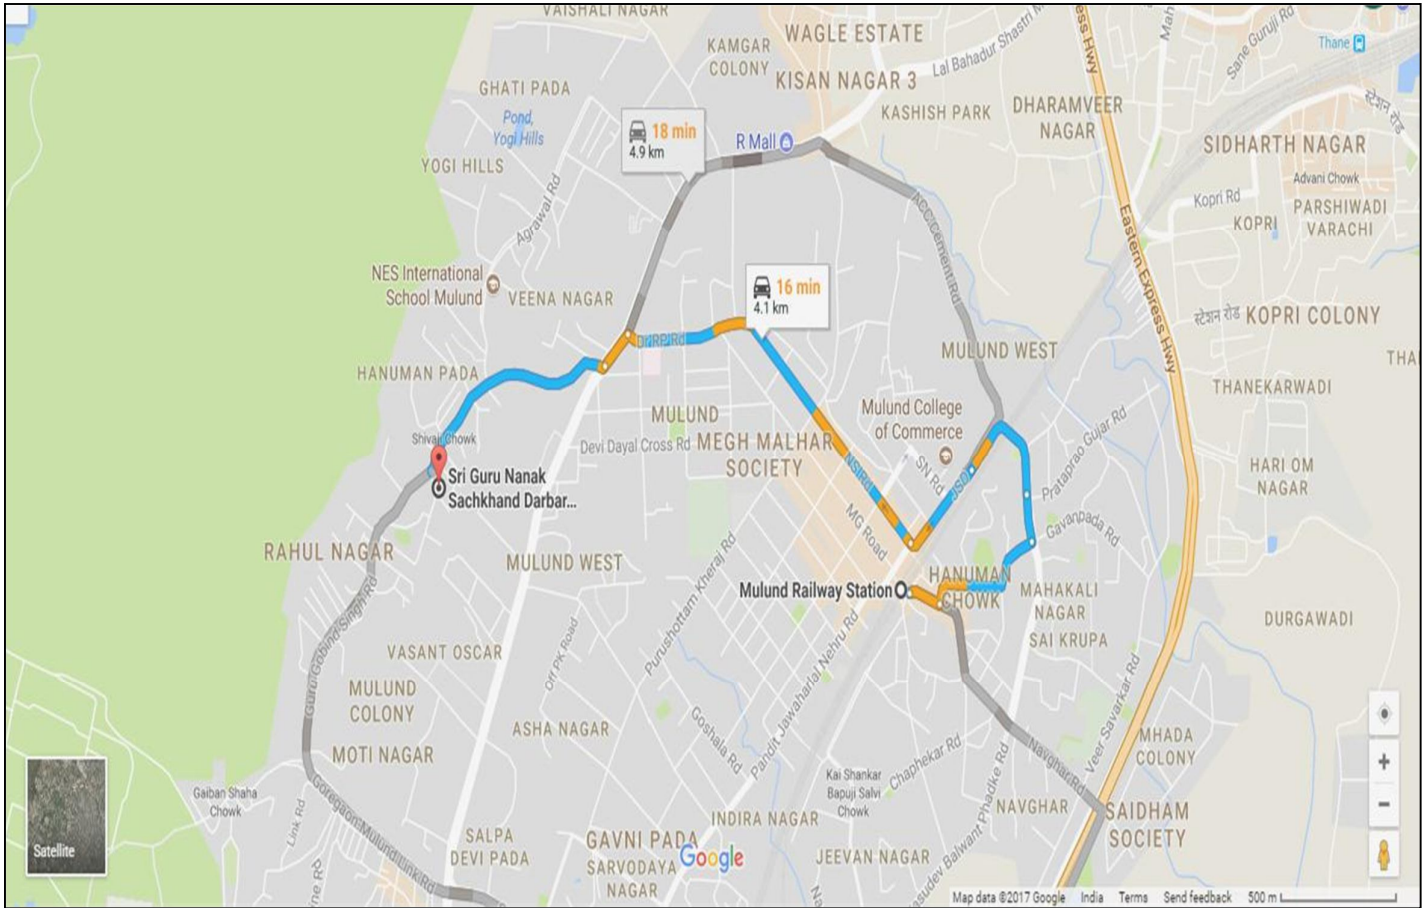 VAISHALI NAGAR
WAGLE ESTATE
KAMGAR
COLONY
KISAN NAGAR 3
Lal Bahadur Shastri
Sane Guruji Rd
Thane
GHATI PADA
Pond,
Yogi Hills
YOGI HILLS
18 min
4.9 km
R Mall
KASHISH PARK
DHARAMVEER
NAGAR
स्टेशन रोड
SIDHARTH NAGAR
Advani Chowk
Kopri Rd
KOPRI
PARSHIWADI
VARACHI
Agrawal Rd
ACC Cement Rd
Eastern Express Hwy
NES International
School Mulund
VEENA NAGAR
16 min
4.1 km
स्टेशन रोड
KOPRI COLONY
Dr RP Rd
MULUND WEST
THA
HANUMAN PADA
THANEKARWADI
MULUND
Mulund College
of Commerce
Shivaji Chowk
Devi Dayal Cross Rd
MEGH MALHAR
SOCIETY
Prataprao Gujar Rd
Sri Guru Nanak
Sachkhand Darbar...
NSRd
SN Rd
JSD
HARI OM
NAGAR
MG Road
Gavanpada Rd
RAHUL NAGAR
MULUND WEST
Purushottam Kheraj Rd
Mulund Railway Station
HANUMAN
CHOWK
MAHAKALI
NAGAR
SAI KRUPA
DURGAWADI
Guru Gobind Singh Rd
VASANT OSCAR
Off PK Road
Pandit Jawaharlal Nehru Rd
MULUND
COLONY
Veer Savarkar Rd
ASHA NAGAR
Goshala Rd
MOTI NAGAR
MHADA
COLONY
Navghar Rd
Chaphekar Rd
Kai Shankar
Bapuji Salvi
Chowk
Gaiban Shaha
Chowk
Link Rd
Goregaon-Mulund Link Rd
NAVGHAR
SAIDHAM
SOCIETY
INDIRA NAGAR
SALPA
DEVI PADA
GAVNI PADA
SARVODAYA
NAGAR
Google
JEEVAN NAGAR
Balwant Phadke Rd
Satellite
Map data ©2017 Google India Terms Send feedback 500 m